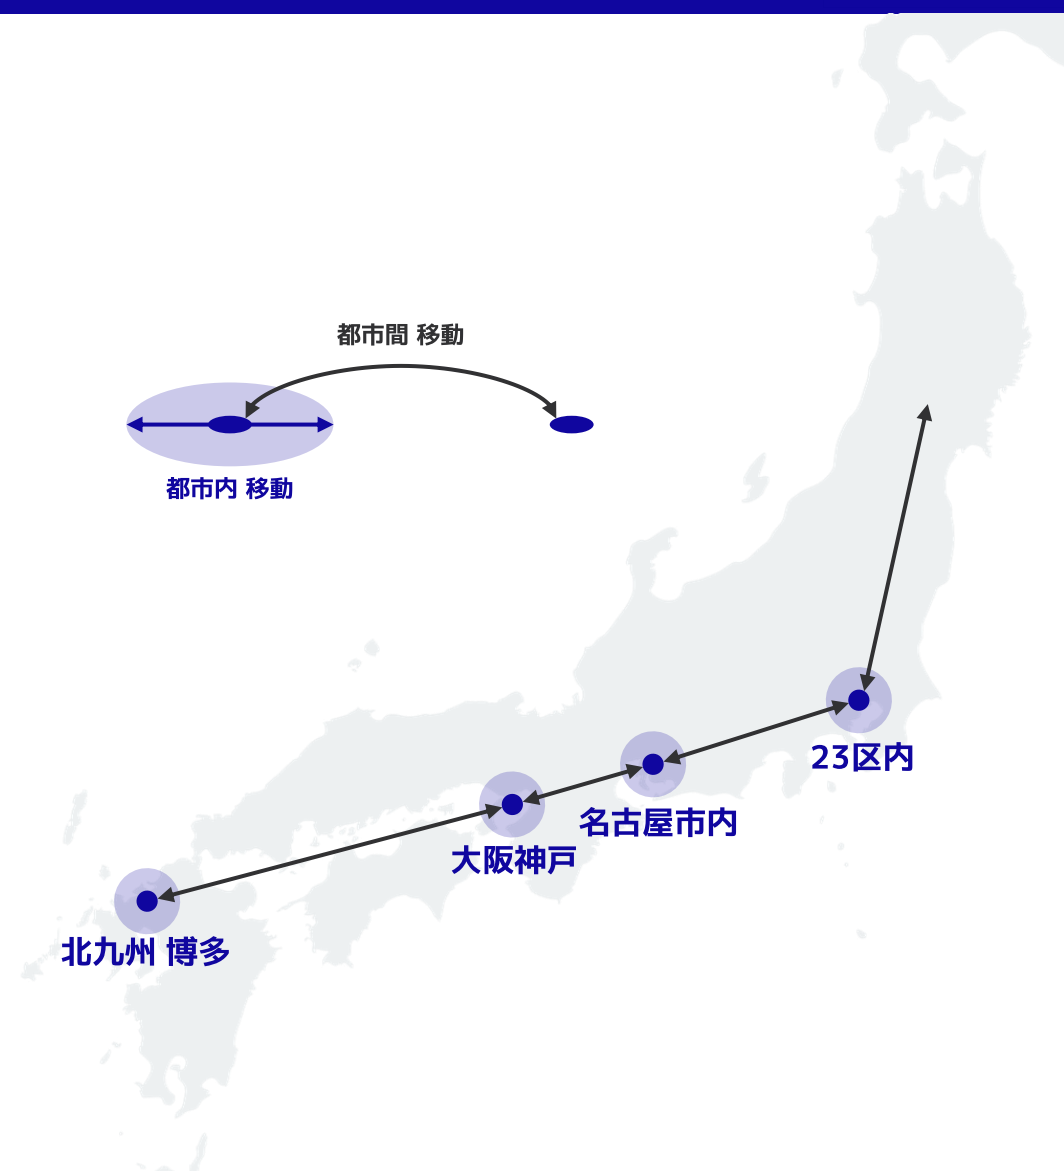 都市間 移動
都市内 移動
23区内
名古屋市内
大阪神戸
北九州 博多